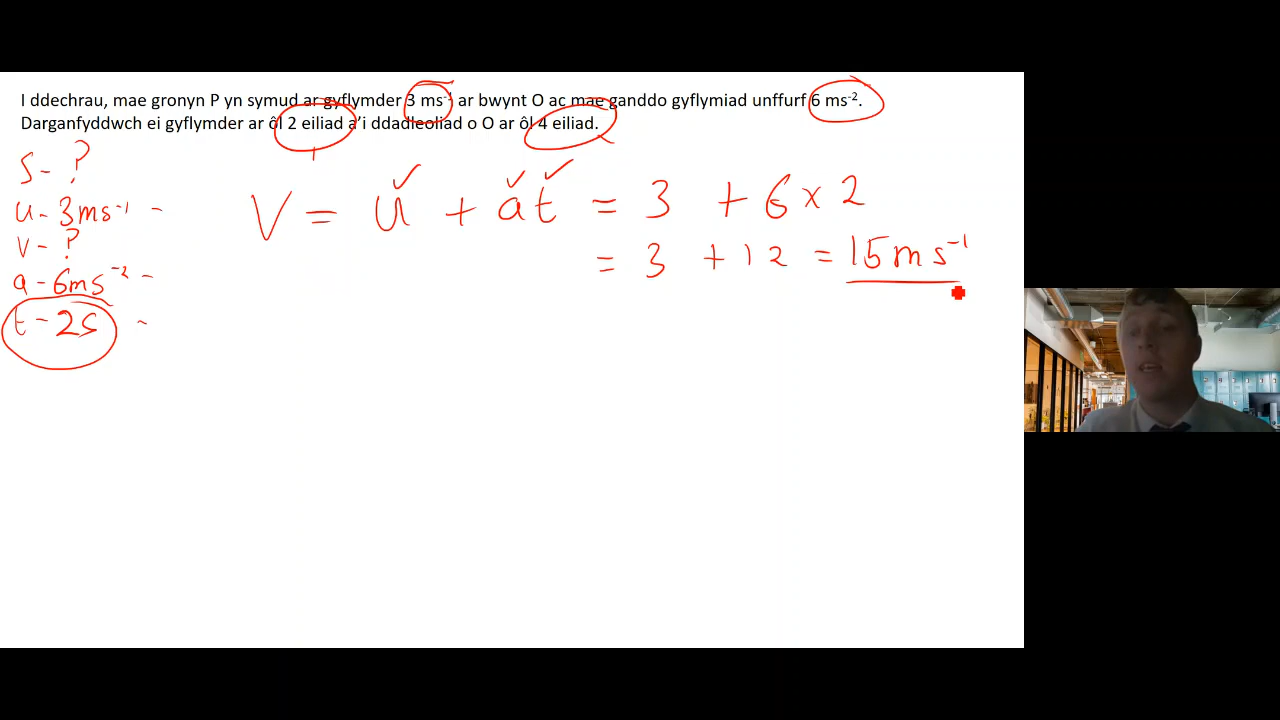 I ddechrau, mae gronyn P yn symud ar gyflymder 3 ms⁻¹ ar bwynt O ac mae ganddo gyflymiad unffurf 6 ms⁻².
Darganfyddwch ei gyflymder ar ôl 2 eiliad a'i ddadleoliad o O ar ôl 4 eiliad.
s - ?
u - 3ms⁻¹ -
v - ?
a - 6ms⁻² -
t - 2s -
V = u + at = 3 + 6 x 2
= 3 + 12 = 15ms⁻¹